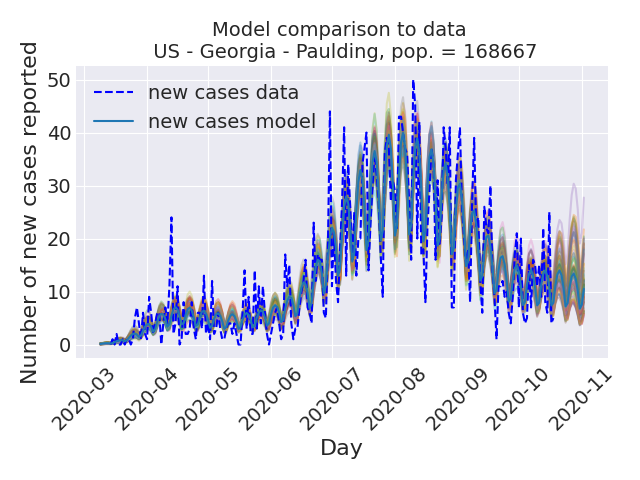 Model comparison to data
US - Georgia - Paulding, pop. = 168667
Number of new cases reported
50
40
30
20
10
0
new cases data
new cases model
2020-03
2020-04
2020-05
2020-06
2020-07
2020-08
2020-09
2020-10
2020-11
Day